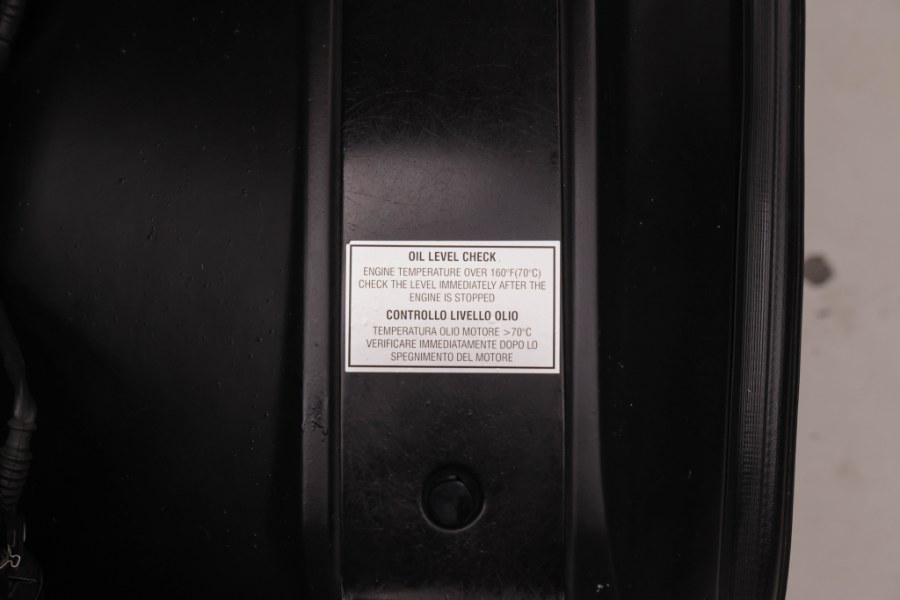 OIL LEVEL CHECK
ENGINE TEMPERATURE OVER 160°F(70°C)
CHECK THE LEVEL IMMEDIATELY AFTER THE
ENGINE IS STOPPED
CONTROLLO LIVELLO OLIO
TEMPERATURA OLIO MOTORE >70°C
VERIFICARE IMMEDIATAMENTE DOPO LO
SPEGNIMENTO DEL MOTORE